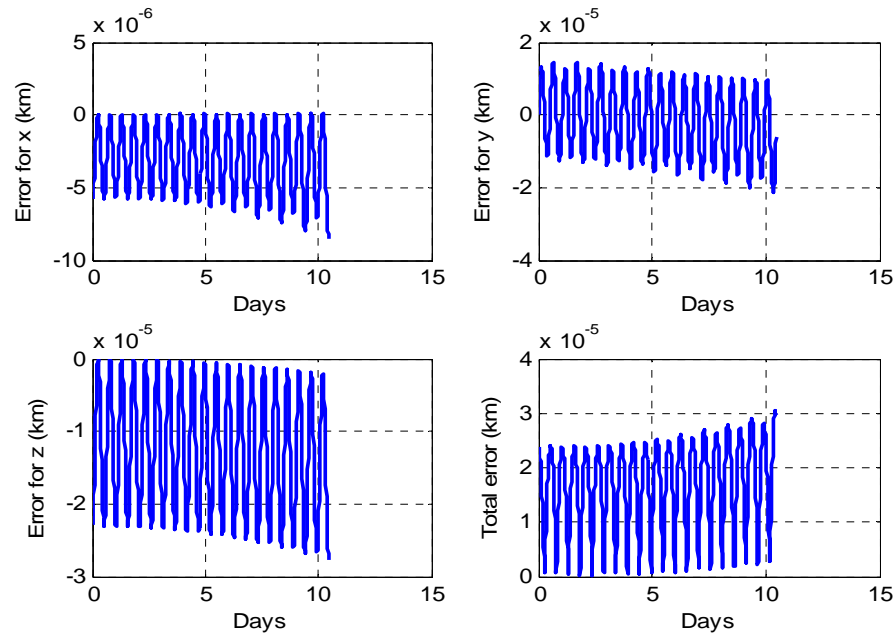 x 10^-6
5
0
-5
-10
Error for x (km)
0 5 10 15
Days
x 10^-5
2
0
-2
-4
Error for y (km)
0 5 10 15
Days
x 10^-5
0
-1
-2
-3
Error for z (km)
0 5 10 15
Days
x 10^-5
4
3
2
1
0
Total error (km)
0 5 10 15
Days